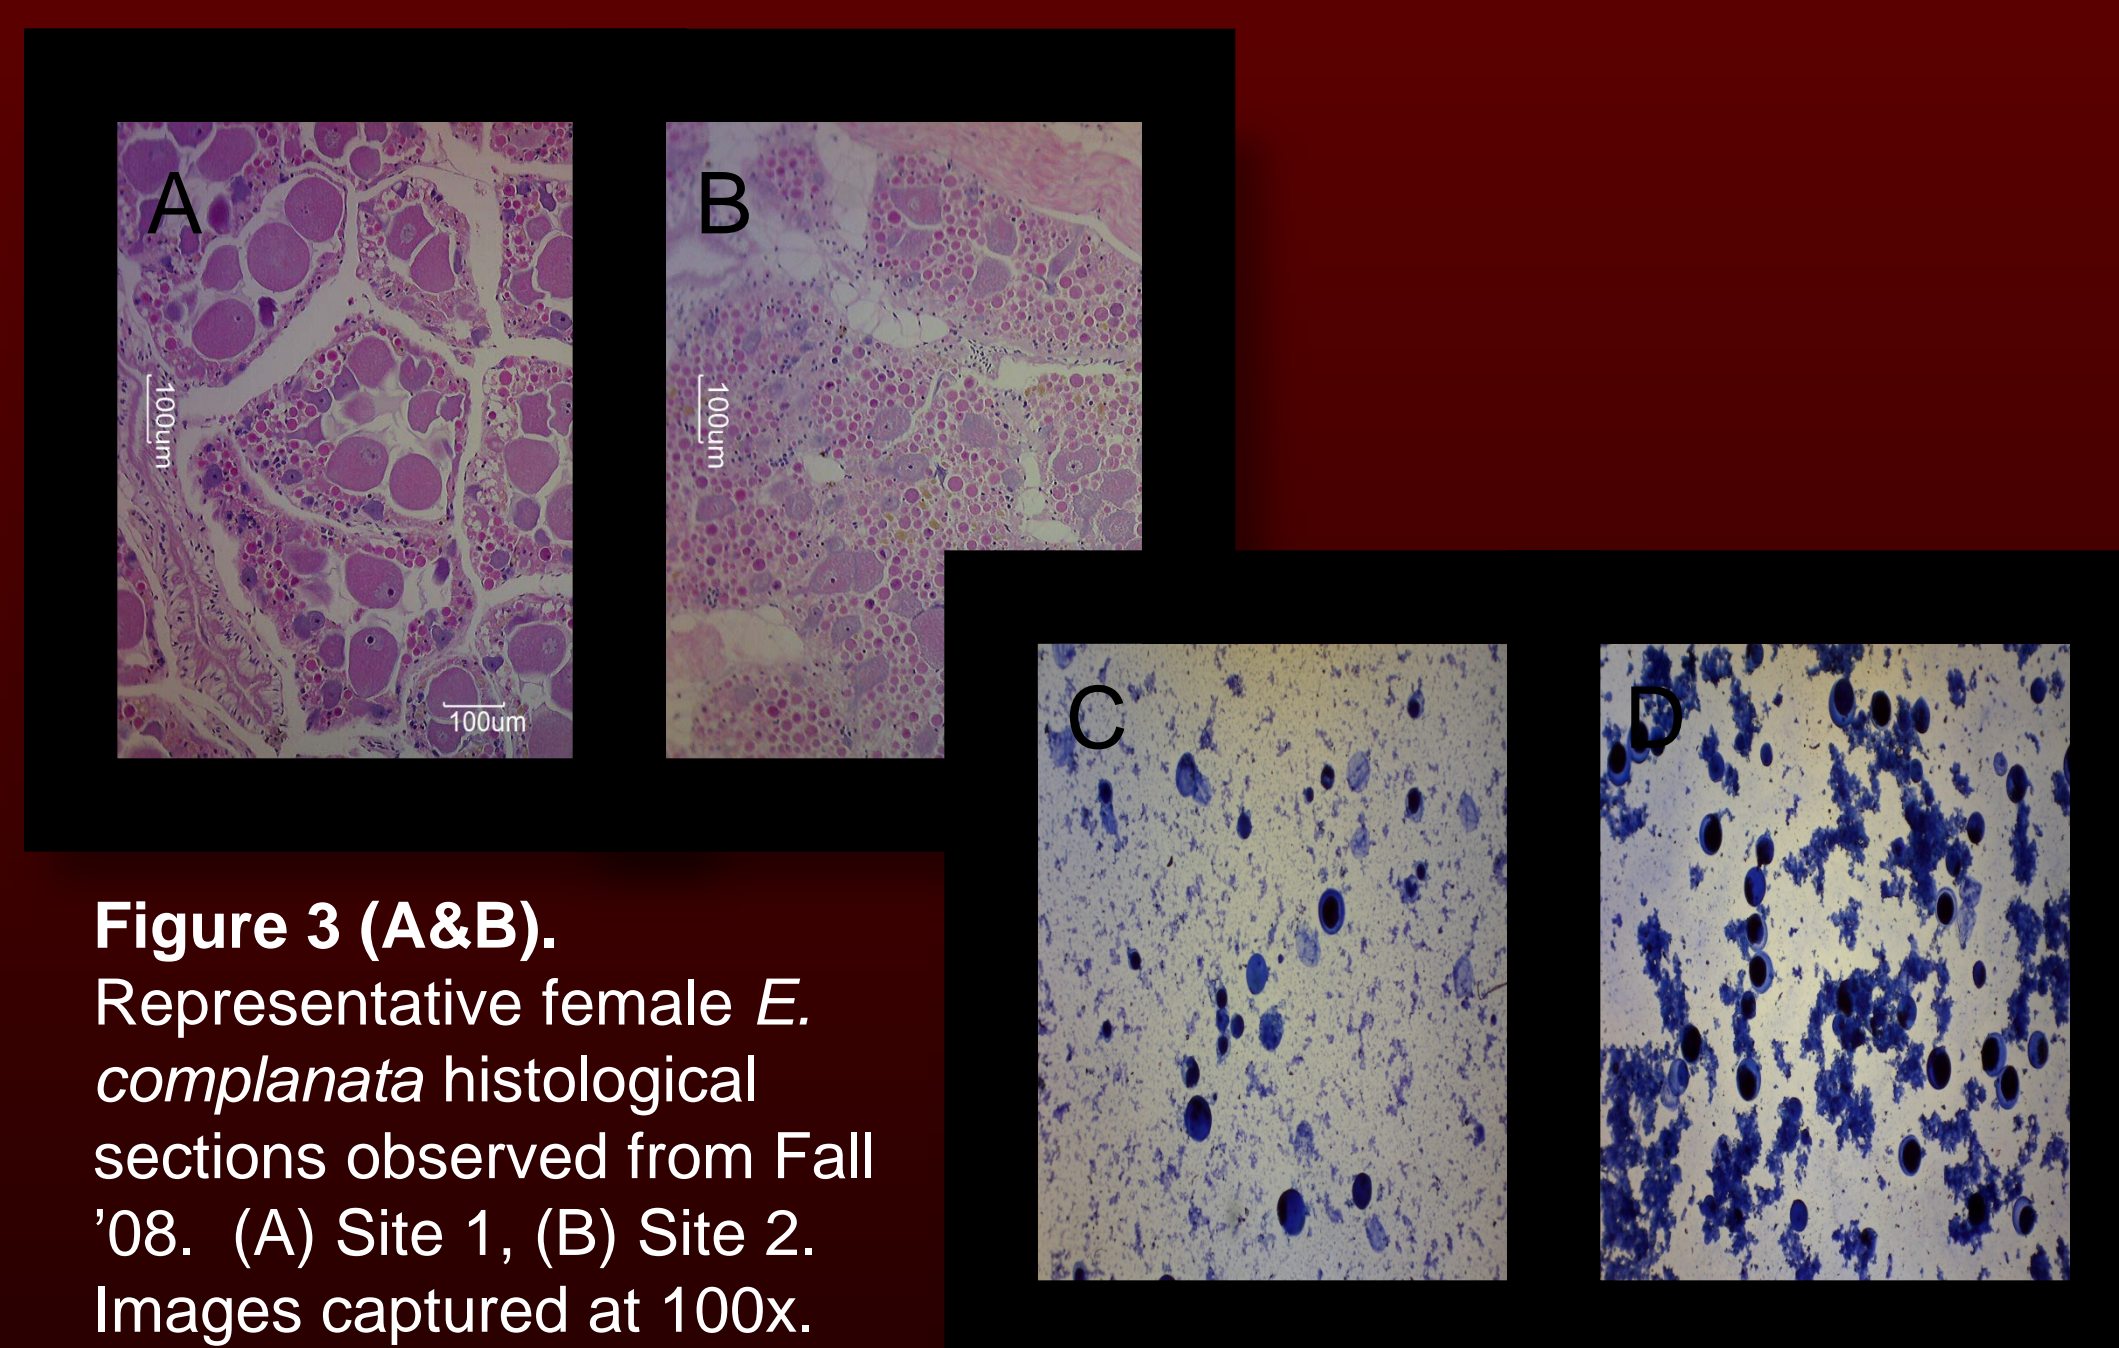 A
B
100um
100um
100um
C
D
Figure 3 (A&B).
Representative female E.
complanata histological
sections observed from Fall
’08.  (A) Site 1, (B) Site 2.
Images captured at 100x.